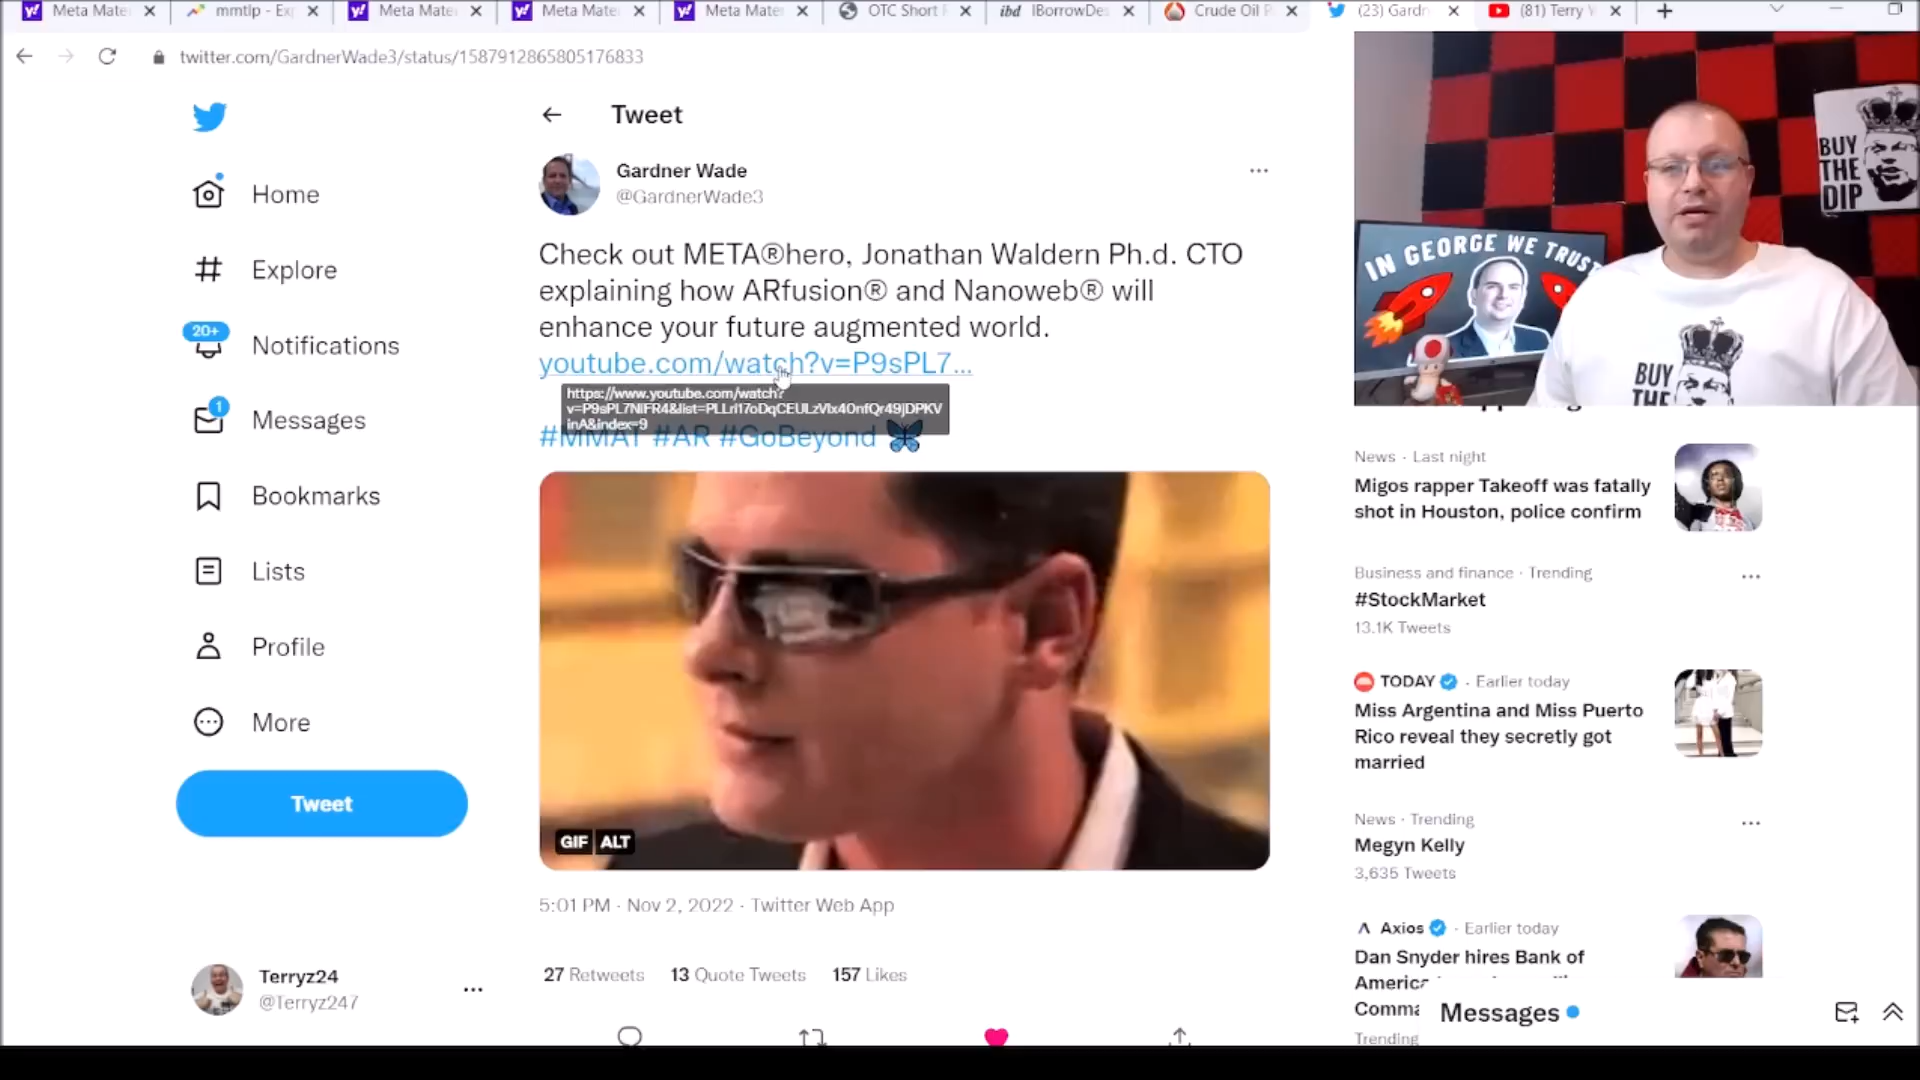 Meta Mate
mmtlp - Ex
Meta Mate
Meta Mate
Meta Mate
OTC Short
ibd IBorrowDes
Crude Oil P
(23) Gardn
(81) Terry
twitter.com/GardnerWade3/status/1587912865805176833
Home
Explore
20+
Notifications
1
Messages
Bookmarks
Lists
Profile
More
Tweet
Terryz24
@Terryz247
Tweet
Gardner Wade
@GardnerWade3
Check out META®hero, Jonathan Waldern Ph.d. CTO
explaining how ARfusion® and Nanoweb® will
enhance your future augmented world.
youtube.com/watch?v=P9sPL7...
https://www.youtube.com/watch?
v=P9sPL7NIFR4&list=PLLrI17oDqCEULzVIx4OnfQr49jDPKV
inA&index=9
#MMAT #AR #GoBeyond
GIF ALT
5:01 PM · Nov 2, 2022 · Twitter Web App
27 Retweets 13 Quote Tweets 157 Likes
IN GEORGE WE TRUST
BUY
THE
DIP
BUY
THE
News · Last night
Migos rapper Takeoff was fatally
shot in Houston, police confirm
Business and finance · Trending
#StockMarket
13.1K Tweets
TODAY · Earlier today
Miss Argentina and Miss Puerto
Rico reveal they secretly got
married
News · Trending
Megyn Kelly
3,635 Tweets
Axios · Earlier today
Dan Snyder hires Bank of
America
Comma
Trending
Messages